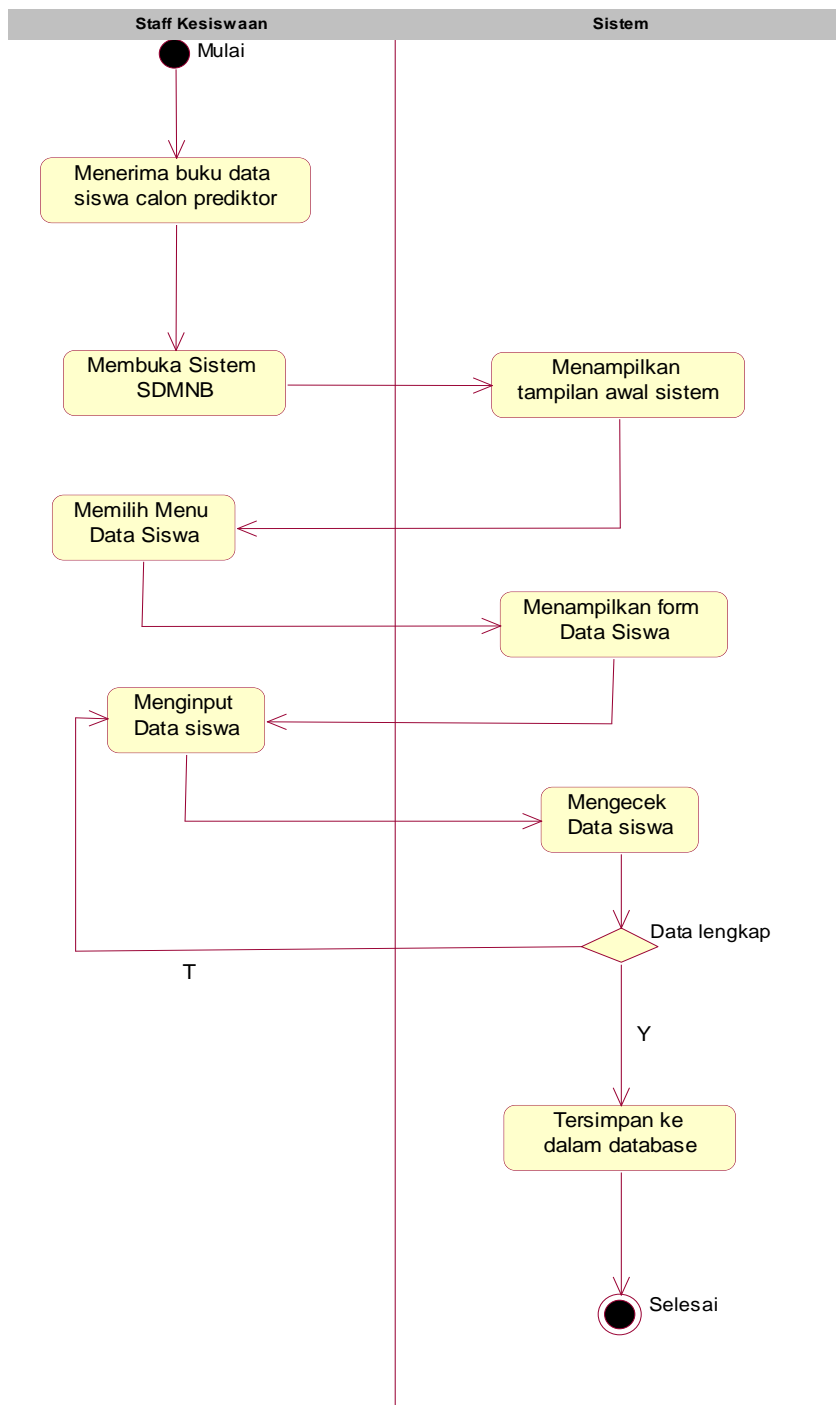 Staff Kesiswaan
Sistem
Mulai
Menerima buku data
siswa calon prediktor
Membuka Sistem
SDMNB
Menampilkan
tampilan awal sistem
Memilih Menu
Data Siswa
Menampilkan form
Data Siswa
Menginput
Data siswa
Mengecek
Data siswa
Data lengkap
T
Y
Tersimpan ke
dalam database
Selesai